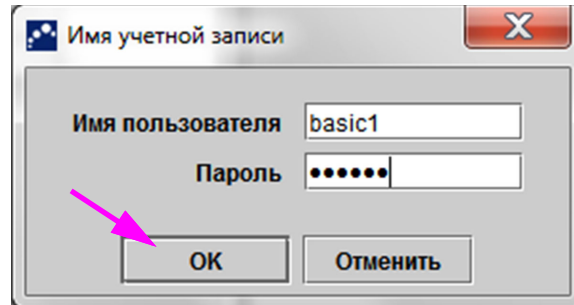 Имя учетной записи
Имя пользователя basic1
Пароль ••••••
OK Отменить